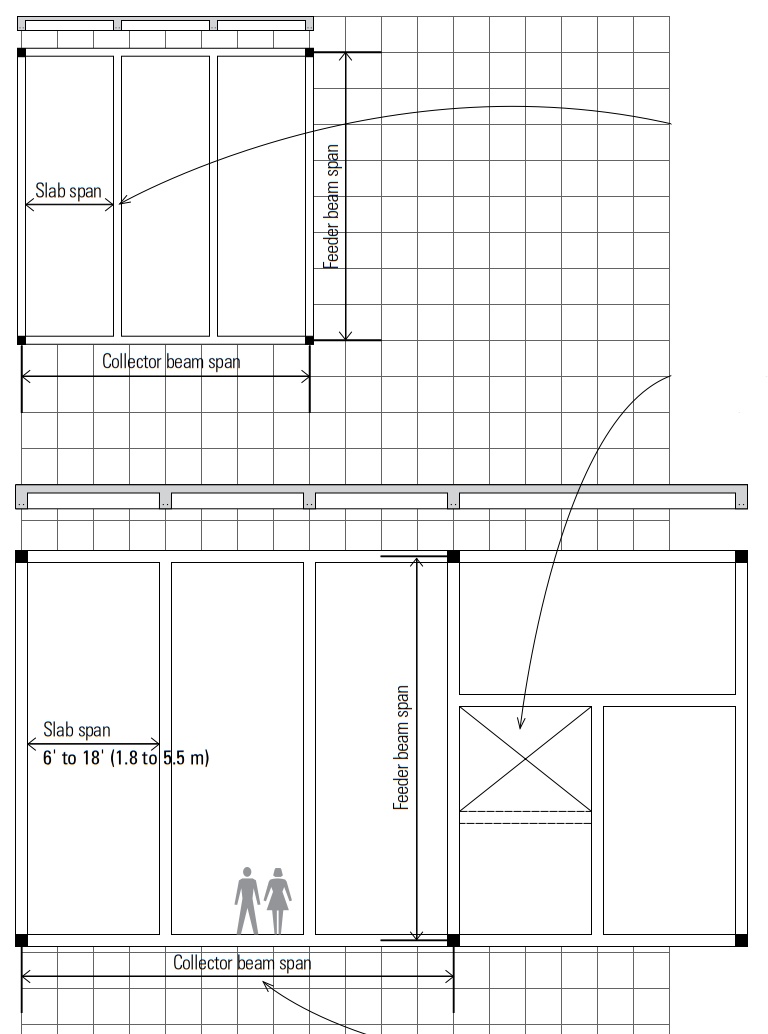 Slab span
Feeder beam span
Collector beam span
Slab span
6' to 18' (1.8 to 5.5 m)
Feeder beam span
Collector beam span